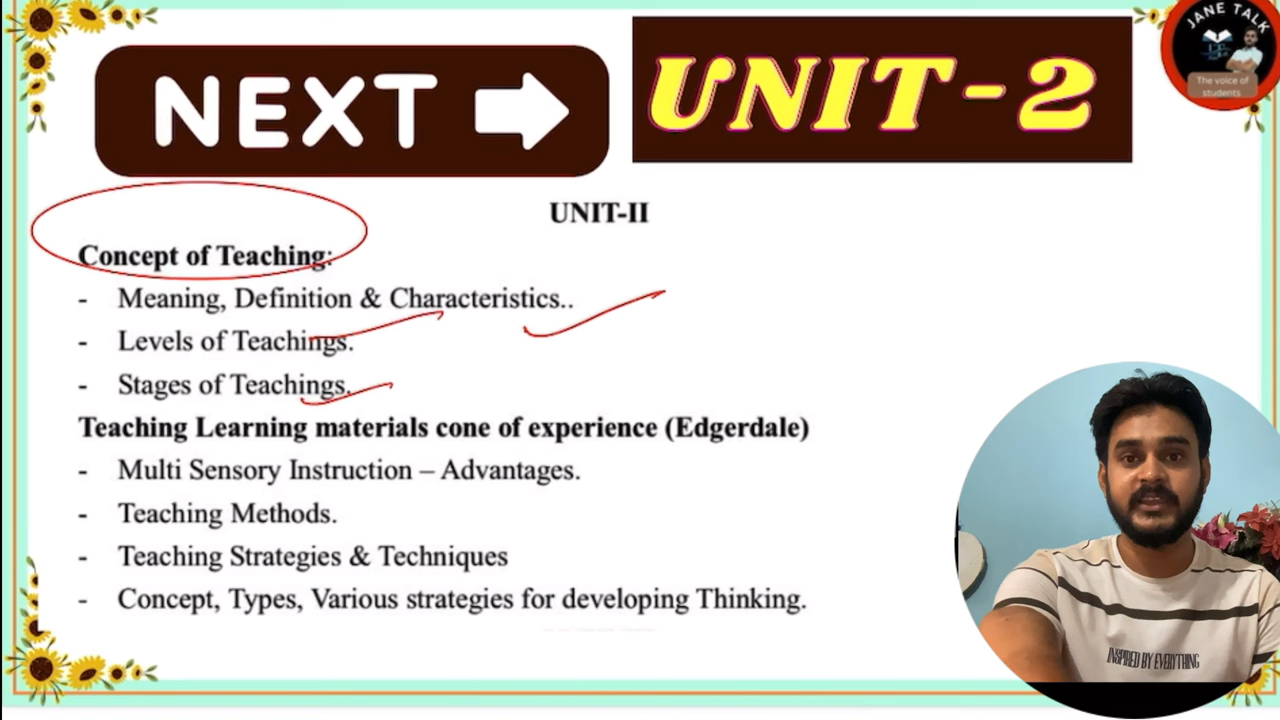 NEXT
UNIT-2
JANE TALK
The voice of
students
UNIT-II
Concept of Teaching:
- Meaning, Definition & Characteristics..
- Levels of Teachings.
- Stages of Teachings.
Teaching Learning materials cone of experience (Edgerdale)
- Multi Sensory Instruction – Advantages.
- Teaching Methods.
- Teaching Strategies & Techniques
- Concept, Types, Various strategies for developing Thinking.
INSPIRED BY EVERYTHING